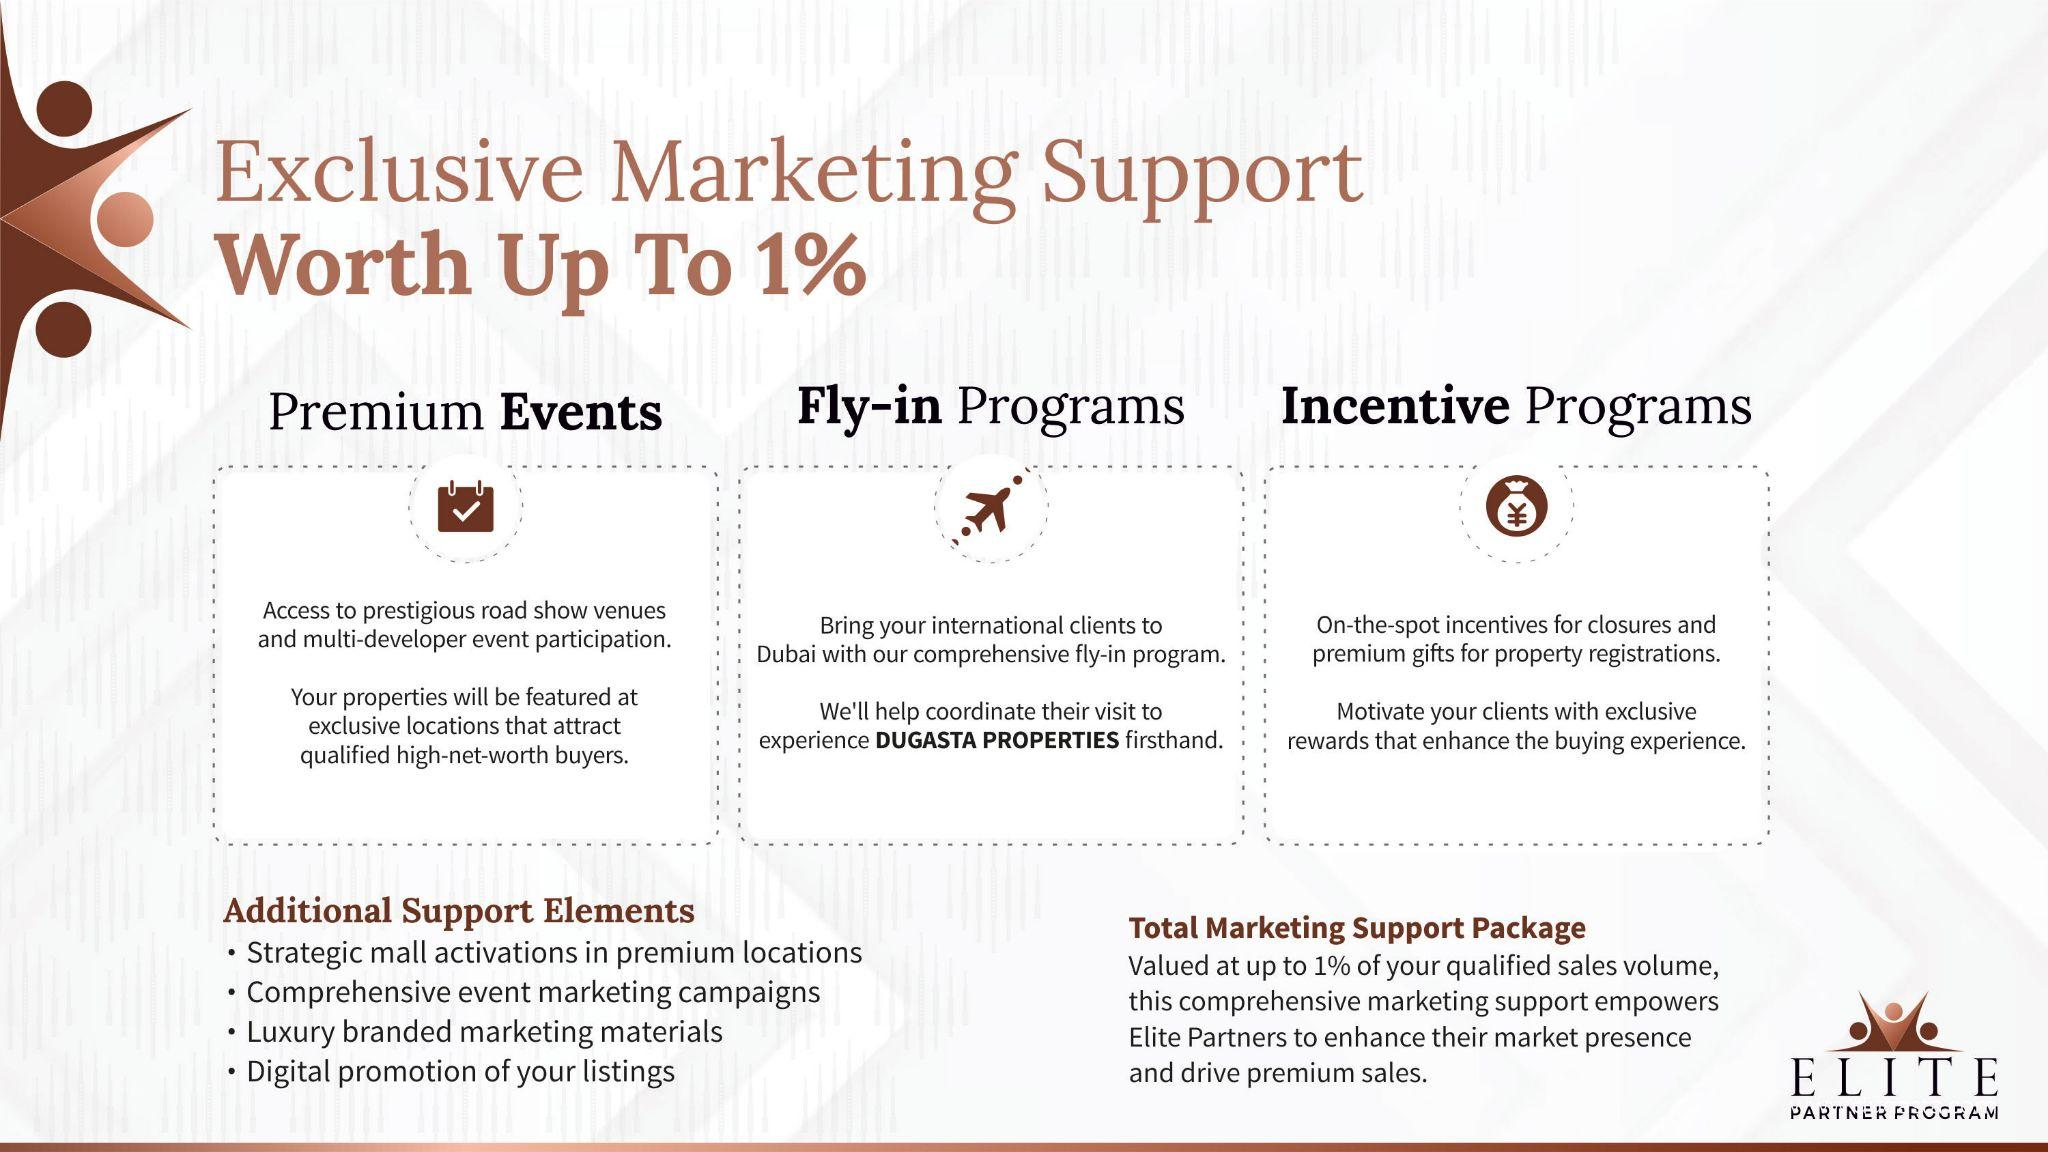 Exclusive Marketing Support
Worth Up To 1%
Premium Events
Access to prestigious road show venues
and multi-developer event participation.
Your properties will be featured at
exclusive locations that attract
qualified high-net-worth buyers.
Fly-in Programs
Bring your international clients to
Dubai with our comprehensive fly-in program.
We'll help coordinate their visit to
experience DUGASTA PROPERTIES firsthand.
Incentive Programs
¥
On-the-spot incentives for closures and
premium gifts for property registrations.
Motivate your clients with exclusive
rewards that enhance the buying experience.
Additional Support Elements
• Strategic mall activations in premium locations
• Comprehensive event marketing campaigns
• Luxury branded marketing materials
• Digital promotion of your listings
Total Marketing Support Package
Valued at up to 1% of your qualified sales volume,
this comprehensive marketing support empowers
Elite Partners to enhance their market presence
and drive premium sales.
ELITE
PARTNER PROGRAM